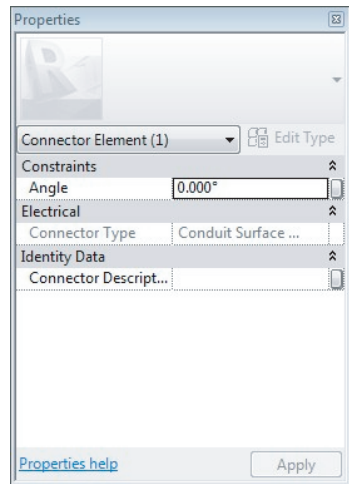 Properties
Connector Element (1) Edit Type
Constraints
Angle 0.000°
Electrical
Connector Type Conduit Surface ...
Identity Data
Connector Descript...
Properties help Apply